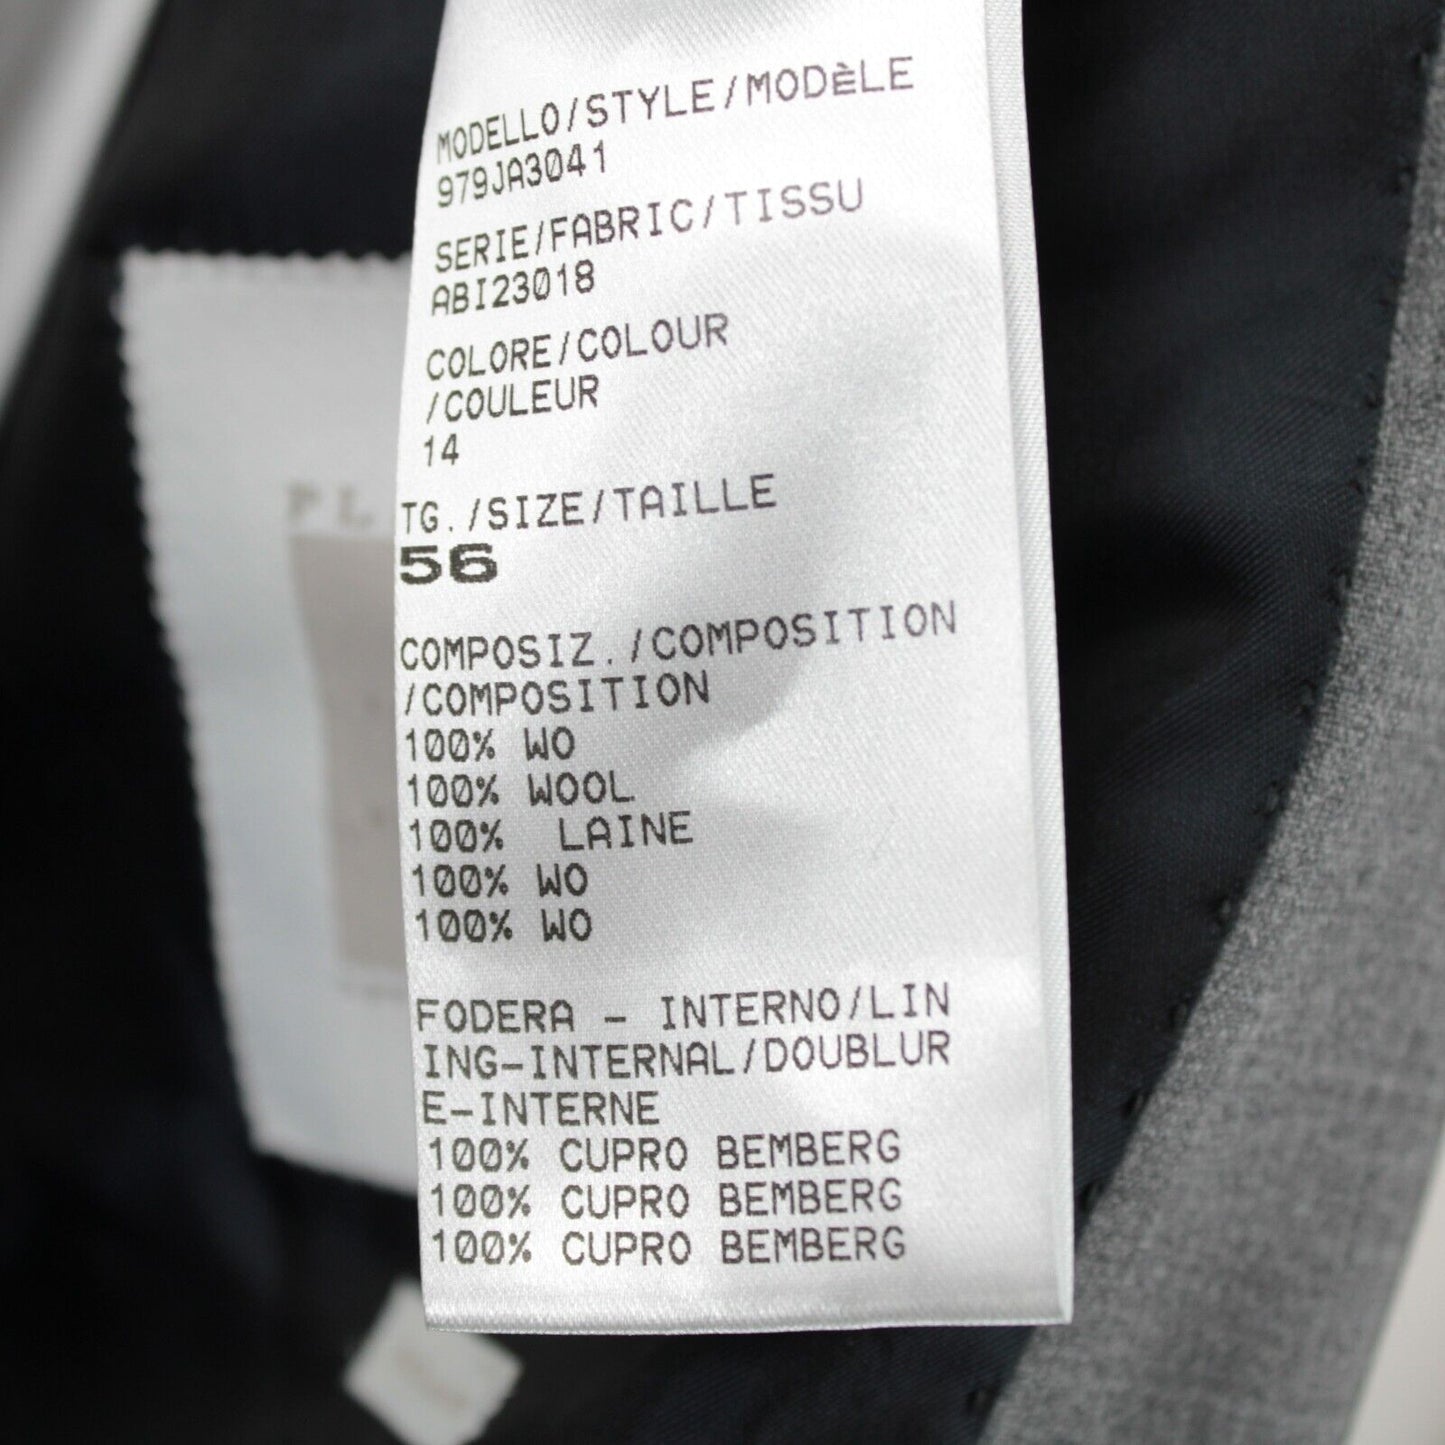 MODELLO/STYLE/MODÈLE
979JA3041
SERIE/FABRIC/TISSU
ABI23018
COLORE/COLOUR
/COULEUR
14
TG./SIZE/TAILLE
56
COMPOSIZ./COMPOSITION
/COMPOSITION
100% WO
100% WOOL
100% LAINE
100% WO
100% WO
FODERA - INTERNO/LIN
ING-INTERNAL/DOUBLUR
E-INTERNE
100% CUPRO BEMBERG
100% CUPRO BEMBERG
100% CUPRO BEMBERG